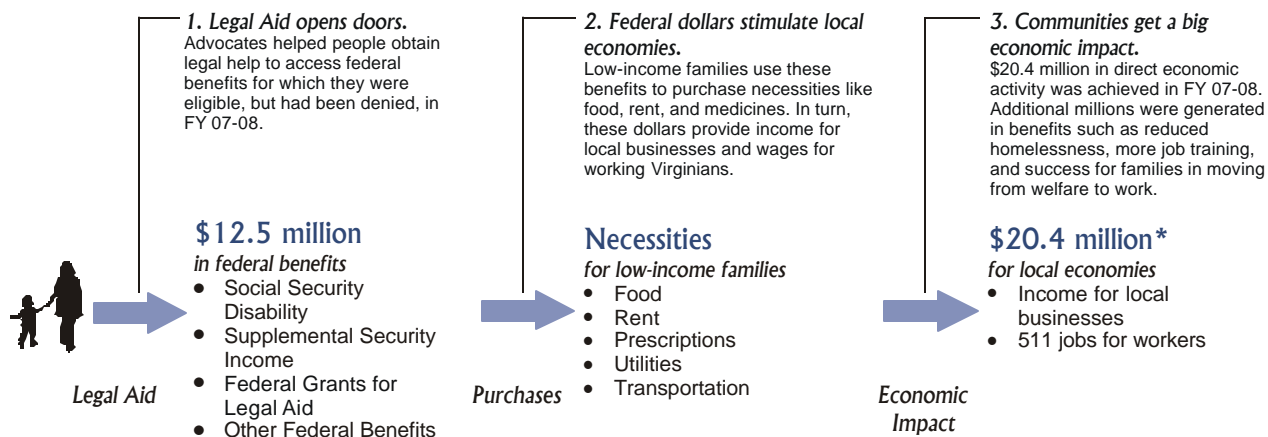 1. Legal Aid opens doors.
Advocates helped people obtain
legal help to access federal
benefits for which they were
eligible, but had been denied, in
FY 07-08.
2. Federal dollars stimulate local
economies.
Low-income families use these
benefits to purchase necessities like
food, rent, and medicines. In turn,
these dollars provide income for
local businesses and wages for
working Virginians.
3. Communities get a big
economic impact.
$20.4 million in direct economic
activity was achieved in FY 07-08.
Additional millions were generated
in benefits such as reduced
homelessness, more job training,
and success for families in moving
from welfare to work.
$12.5 million
in federal benefits
• Social Security
Disability
• Supplemental Security
Income
• Federal Grants for
Legal Aid
• Other Federal Benefits
Necessities
for low-income families
• Food
• Rent
• Prescriptions
• Utilities
• Transportation
$20.4 million*
for local economies
• Income for local
businesses
• 511 jobs for workers
Legal Aid
Purchases
Economic
Impact